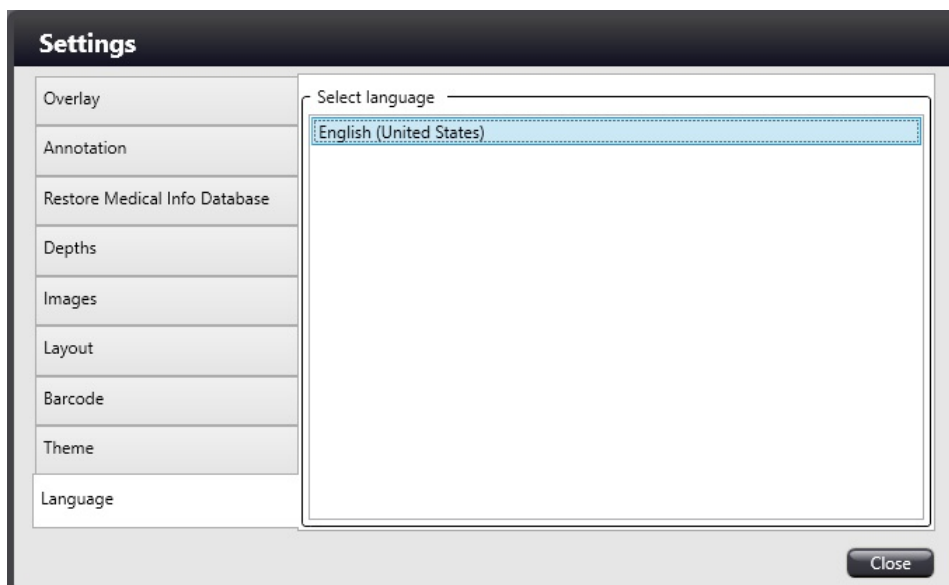 Settings
Overlay
Annotation
Restore Medical Info Database
Depths
Images
Layout
Barcode
Theme
Language
Select language
English (United States)
Close